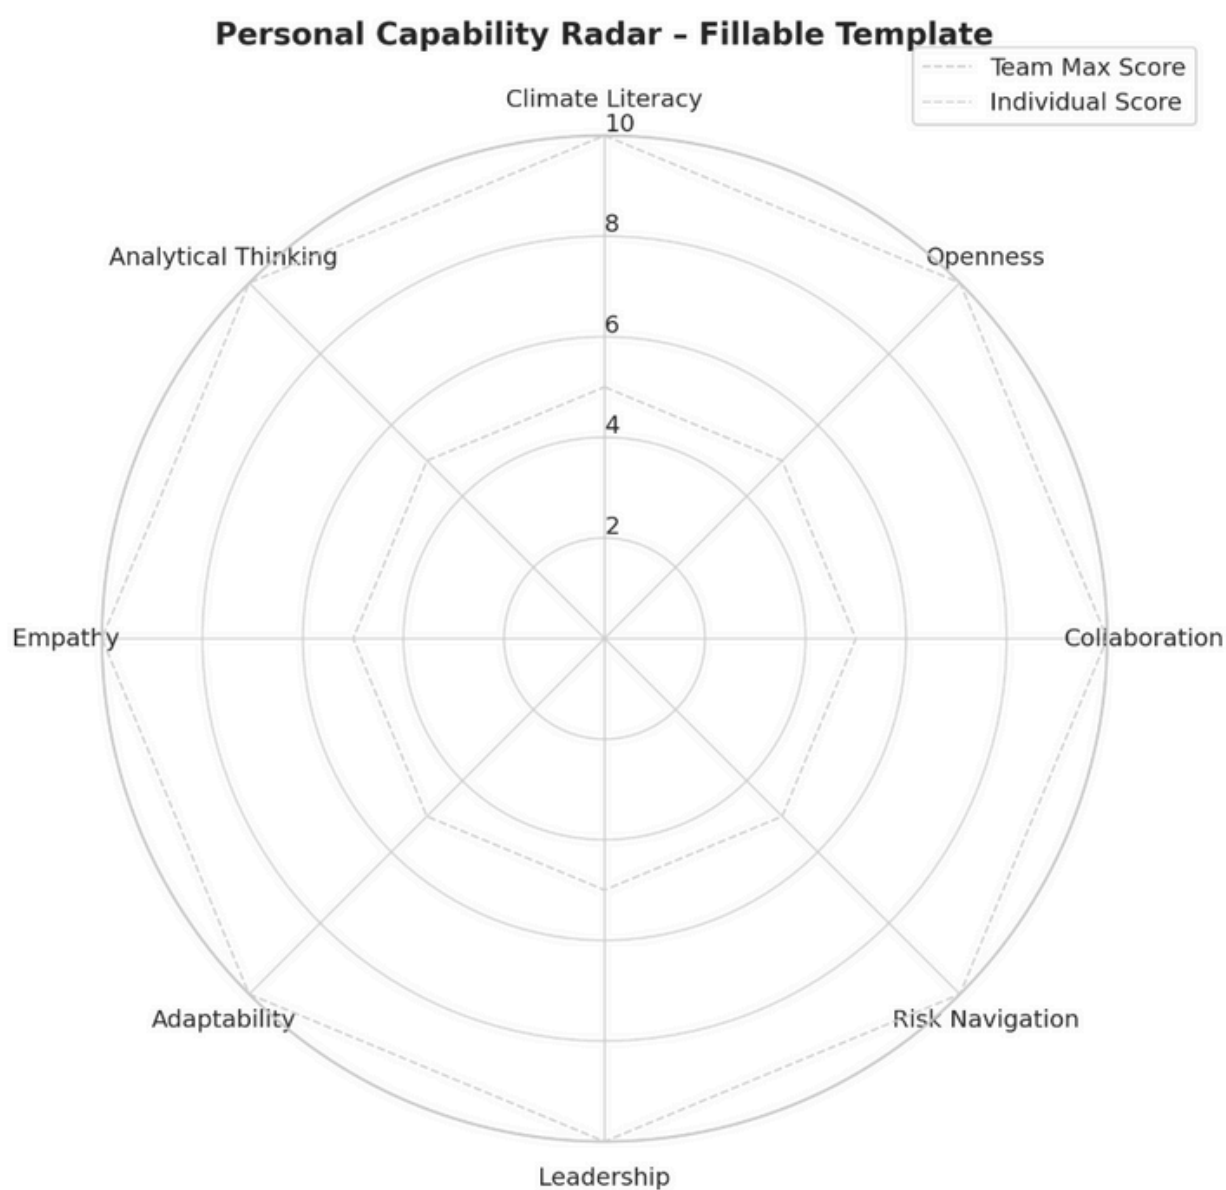 Personal Capability Radar – Fillable Template
Team Max Score
Individual Score
Climate Literacy
10
8
6
4
2
Analytical Thinking
Openness
Empathy
Collaboration
Adaptability
Risk Navigation
Leadership